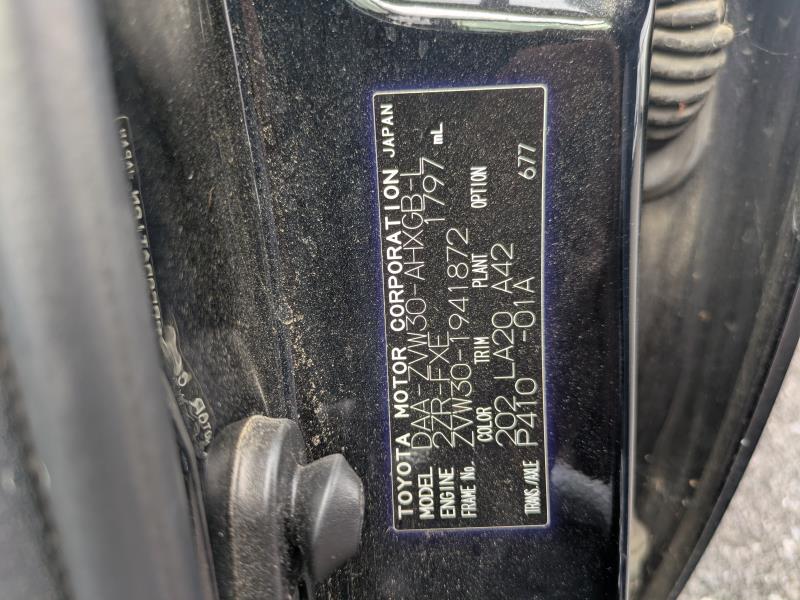 TOYOTA MOTOR CORPORATION JAPAN
MODEL DAA-ZVW30-AHXGB-L
ENGINE 2ZR-FXE 1797 mL
FRAME No. ZVW30-1941872
COLOR TRIM PLANT OPTION
202 LA20 A42
TRANS./AXLE P410 -01A 677